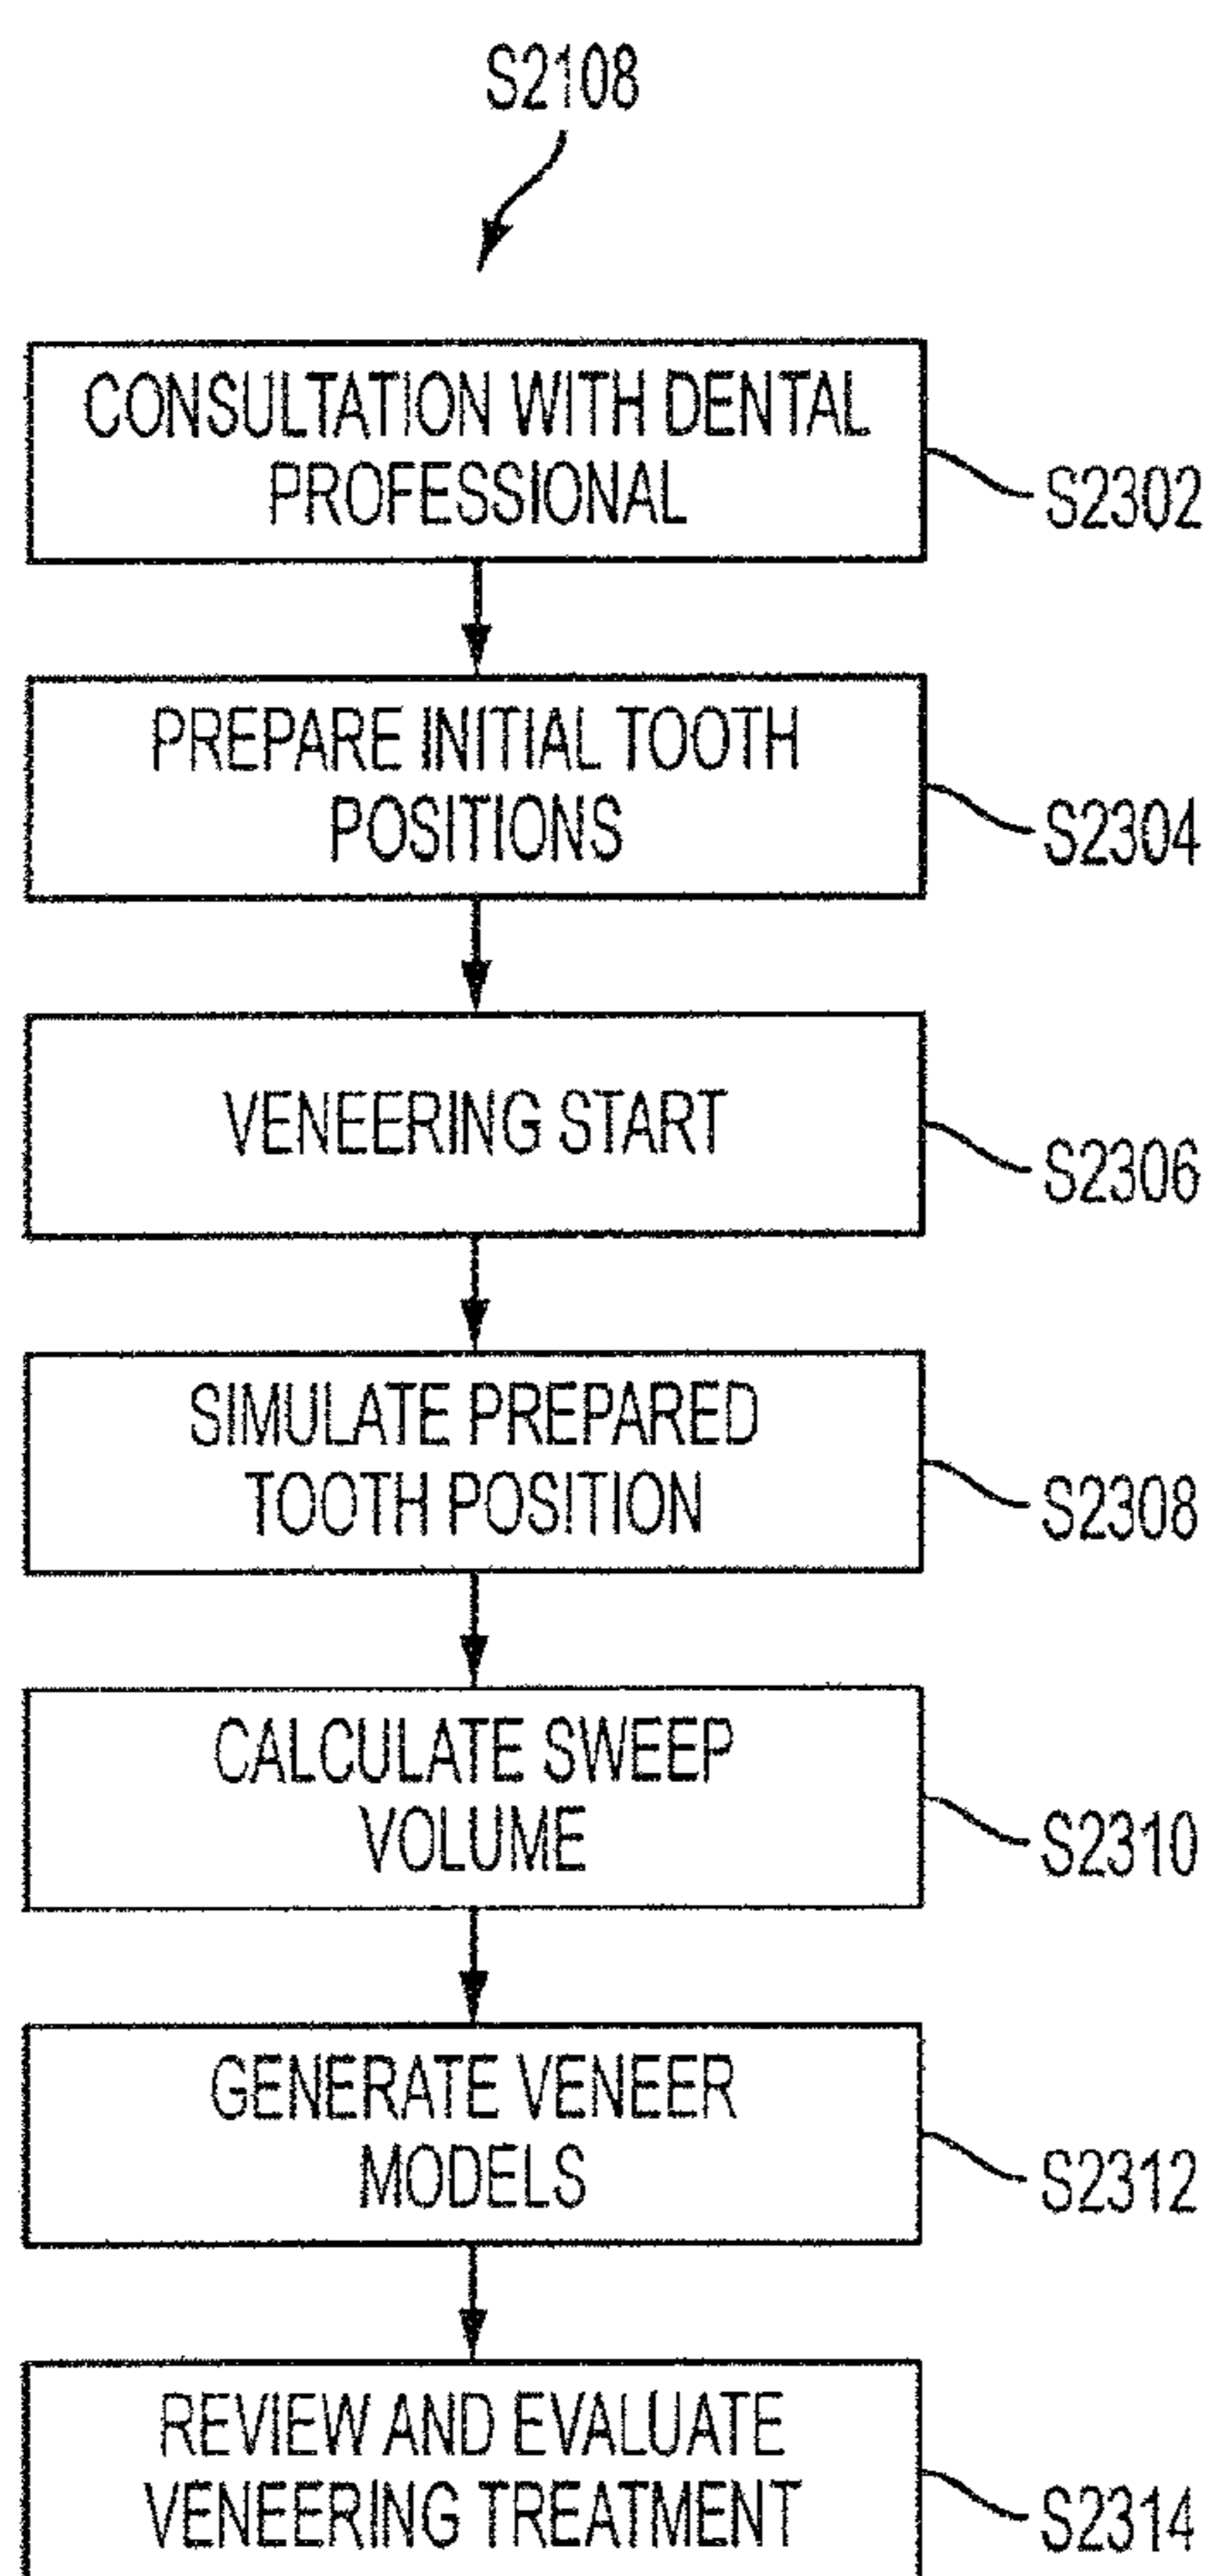 S2108
CONSULTATION WITH DENTAL
PROFESSIONAL
S2302
PREPARE INITIAL TOOTH
POSITIONS
S2304
VENEERING START
S2306
SIMULATE PREPARED
TOOTH POSITION
S2308
CALCULATE SWEEP
VOLUME
S2310
GENERATE VENEER
MODELS
S2312
REVIEW AND EVALUATE
VENEERING TREATMENT
S2314